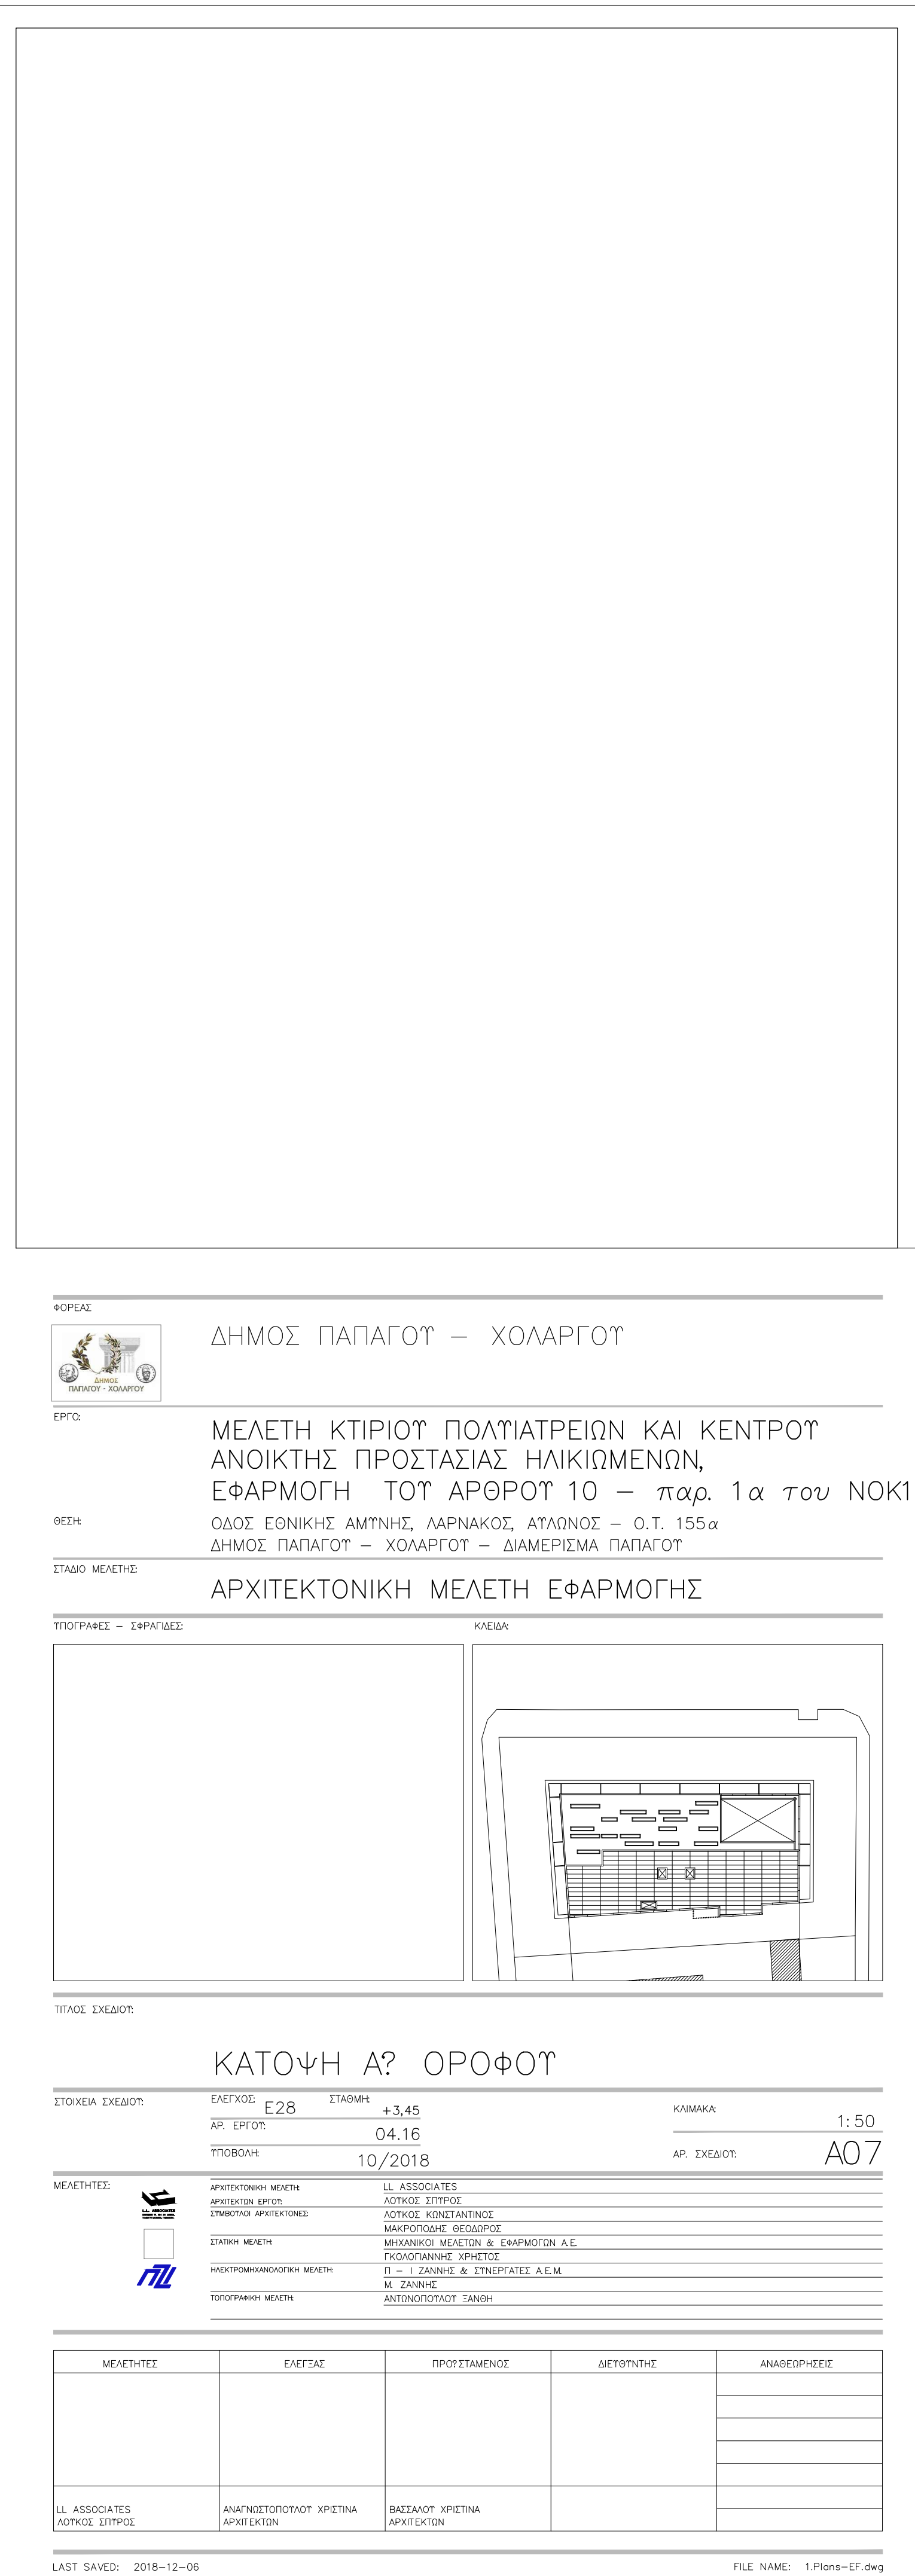 ΦΟΡΕΑΣ
ΔΗΜΟΣ ΠΑΠΑΓΟΥ – ΧΟΛΑΡΓΟΥ
ΔΗΜΟΣ
ΠΑΠΑΓΟΥ - ΧΟΛΑΡΓΟΥ
ΕΡΓΟ:
ΜΕΛΕΤΗ ΚΤΙΡΙΟΥ ΠΟΛΥΙΑΤΡΕΙΩΝ ΚΑΙ ΚΕΝΤΡΟΥ
ΑΝΟΙΚΤΗΣ ΠΡΟΣΤΑΣΙΑΣ ΗΛΙΚΙΩΜΕΝΩΝ,
ΕΦΑΡΜΟΓΗ ΤΟΥ ΑΡΘΡΟΥ 10 – παρ. 1α του ΝΟΚ1
ΘΕΣΗ:
ΟΔΟΣ ΕΘΝΙΚΗΣ ΑΜΥΝΗΣ, ΛΑΡΝΑΚΟΣ, ΑΥΛΩΝΟΣ – Ο.Τ. 155α
ΔΗΜΟΣ ΠΑΠΑΓΟΥ – ΧΟΛΑΡΓΟΥ – ΔΙΑΜΕΡΙΣΜΑ ΠΑΠΑΓΟΥ
ΣΤΑΔΙΟ ΜΕΛΕΤΗΣ:
ΑΡΧΙΤΕΚΤΟΝΙΚΗ ΜΕΛΕΤΗ ΕΦΑΡΜΟΓΗΣ
ΥΠΟΓΡΑΦΕΣ – ΣΦΡΑΓΙΔΕΣ: ΚΛΕΙΔΑ:
ΤΙΤΛΟΣ ΣΧΕΔΙΟΥ:
ΚΑΤΟΨΗ Α? ΟΡΟΦΟΥ
ΣΤΟΙΧΕΙΑ ΣΧΕΔΙΟΥ:
ΕΛΕΓΧΟΣ: Ε28 ΣΤΑΘΜΗ: +3,45
ΚΛΙΜΑΚΑ: 1:50
ΑΡ. ΕΡΓΟΥ: 04.16
ΥΠΟΒΟΛΗ: 10/2018
ΑΡ. ΣΧΕΔΙΟΥ: Α07
ΜΕΛΕΤΗΤΕΣ:
L.L. ASSOCIATES
ΑΡΧΙΤΕΚΤΟΝΙΚΗ ΜΕΛΕΤΗ: LL ASSOCIATES
ΑΡΧΙΤΕΚΤΩΝ ΕΡΓΟΥ: ΛΟΥΚΟΣ ΣΠΥΡΟΣ
ΣΥΜΒΟΥΛΟΙ ΑΡΧΙΤΕΚΤΟΝΕΣ: ΛΟΥΚΟΣ ΚΩΝΣΤΑΝΤΙΝΟΣ
ΜΑΚΡΟΠΟΔΗΣ ΘΕΟΔΩΡΟΣ
ΣΤΑΤΙΚΗ ΜΕΛΕΤΗ: ΜΗΧΑΝΙΚΟΙ ΜΕΛΕΤΩΝ & ΕΦΑΡΜΟΓΩΝ Α.Ε.
ΓΚΟΛΟΓΙΑΝΝΗΣ ΧΡΗΣΤΟΣ
ΗΛΕΚΤΡΟΜΗΧΑΝΟΛΟΓΙΚΗ ΜΕΛΕΤΗ: Π – Ι ΖΑΝΝΗΣ & ΣΥΝΕΡΓΑΤΕΣ Α.Ε.Μ.
Μ. ΖΑΝΝΗΣ
ΤΟΠΟΓΡΑΦΙΚΗ ΜΕΛΕΤΗ: ΑΝΤΩΝΟΠΟΥΛΟΥ ΞΑΝΘΗ
ΜΕΛΕΤΗΤΕΣ ΕΛΕΓΞΑΣ ΠΡΟ?ΣΤΑΜΕΝΟΣ ΔΙΕΥΘΥΝΤΗΣ ΑΝΑΘΕΩΡΗΣΕΙΣ
LL ASSOCIATES ΑΝΑΓΝΩΣΤΟΠΟΥΛΟΥ ΧΡΙΣΤΙΝΑ ΒΑΣΣΑΛΟΥ ΧΡΙΣΤΙΝΑ
ΛΟΥΚΟΣ ΣΠΥΡΟΣ ΑΡΧΙΤΕΚΤΩΝ ΑΡΧΙΤΕΚΤΩΝ
LAST SAVED: 2018–12–06 FILE NAME: 1.Plans–EF.dwg